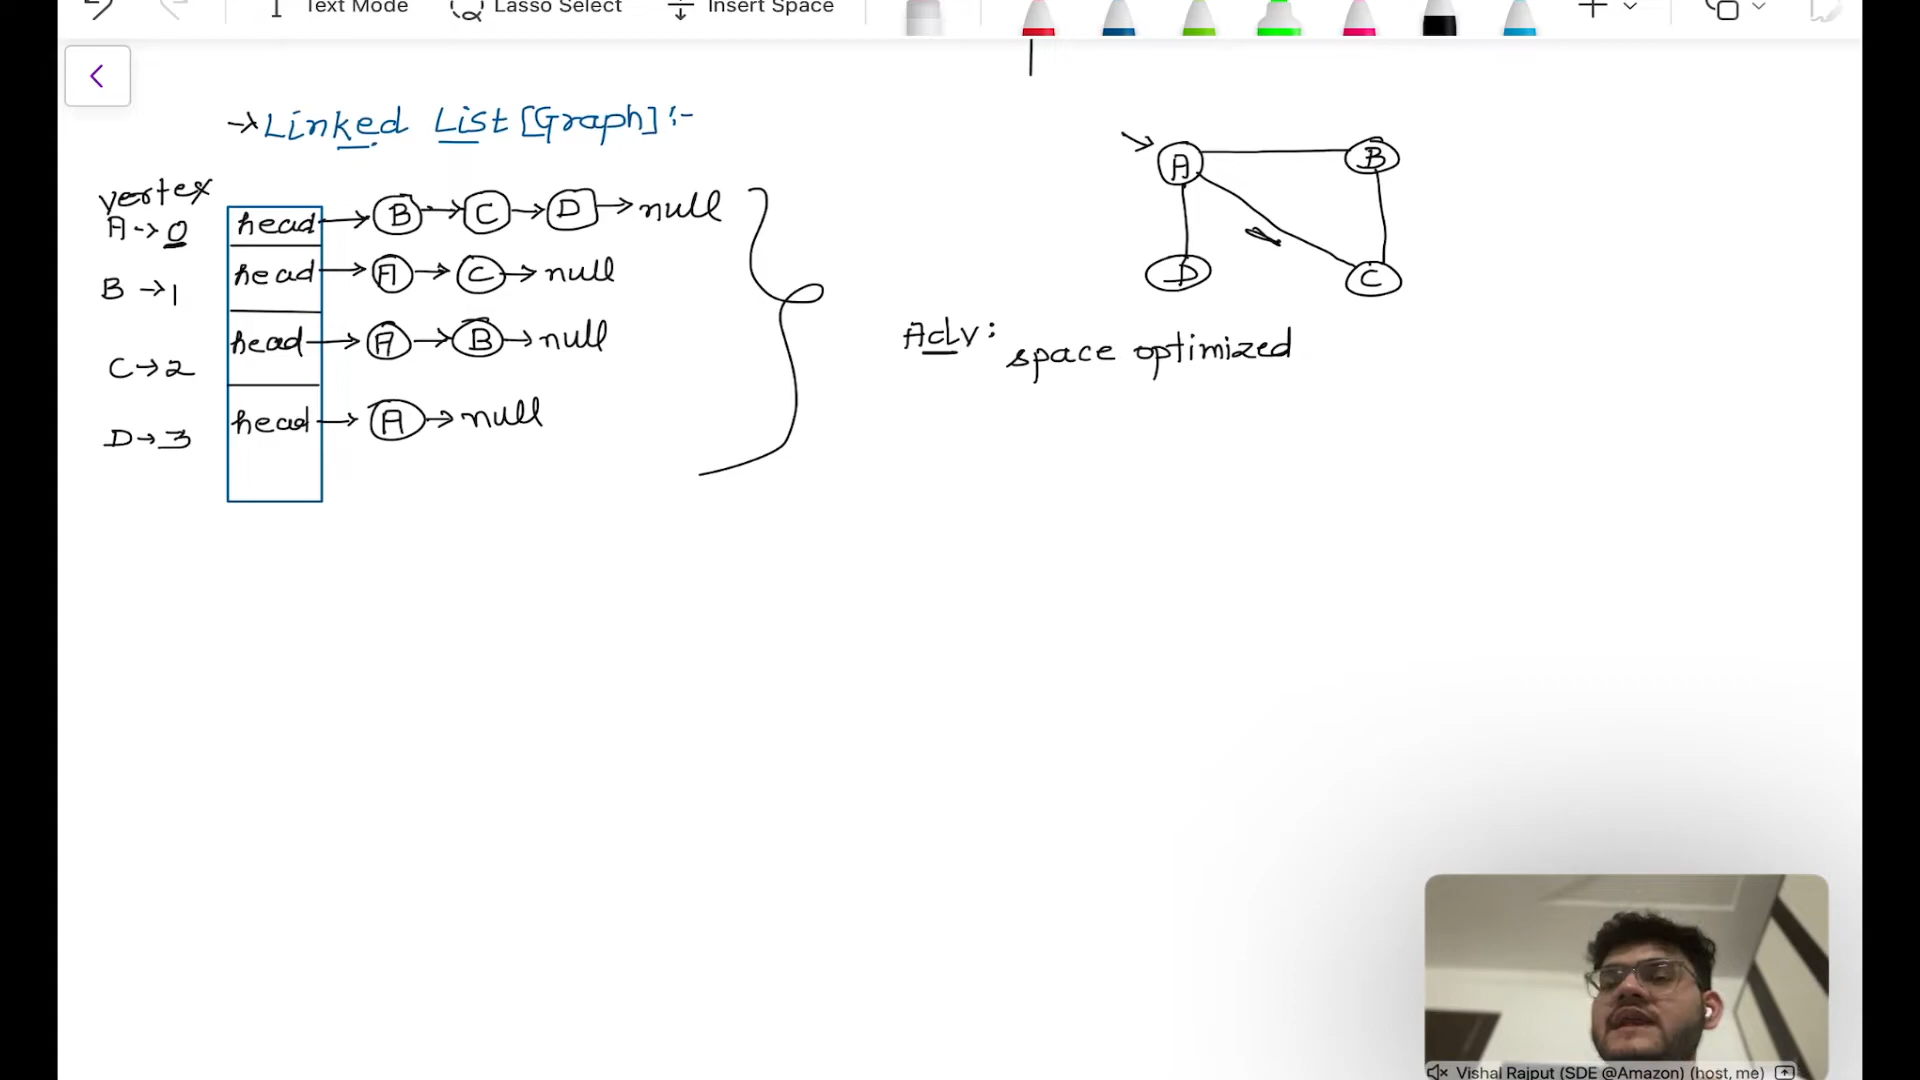 Text Mode
Lasso Select
Insert Space
→Linked List [Graph]:-
vertex
A→0
head→B→C→D→null
B→1
head→A→C→null
C→2
head→A→B→null
D→3
head→A→null
A
B
D
C
Adv:
space optimized
Vishal Rajput (SDE @Amazon) (host, me)